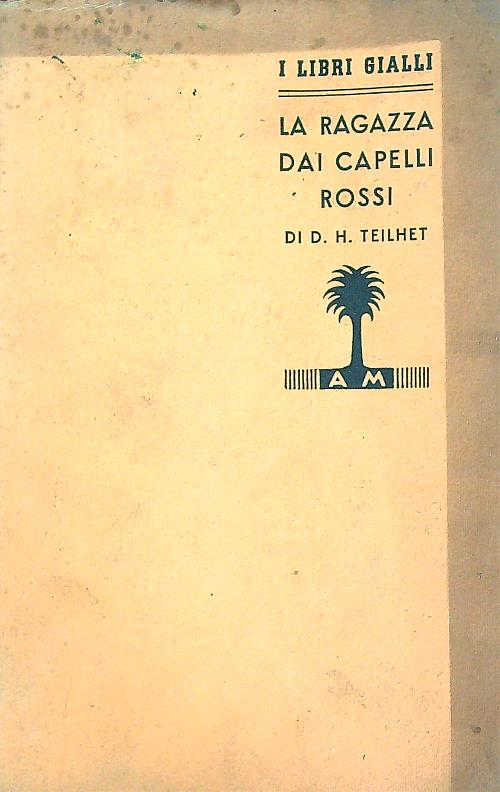 I LIBRI GIALLI
LA RAGAZZA
DAI CAPELLI
ROSSI
DI D. H. TEILHET
A M